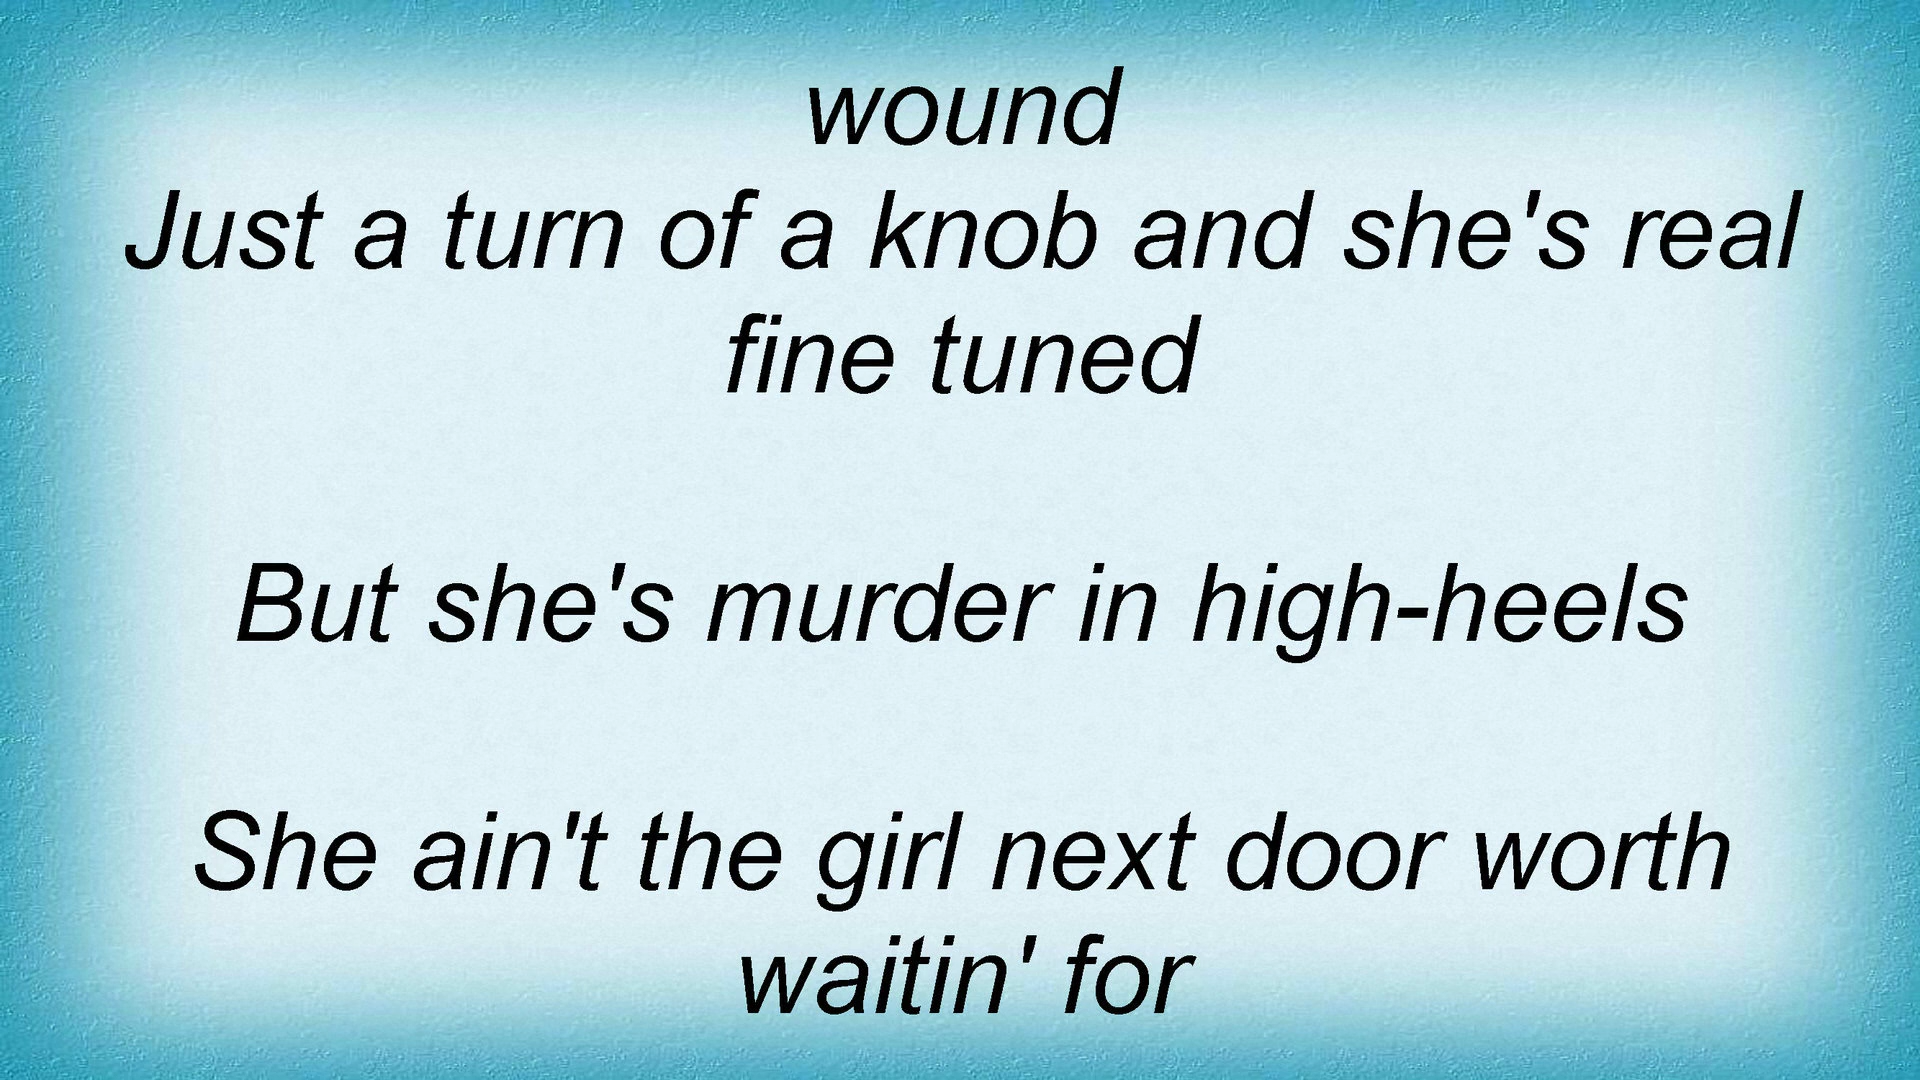 wound
Just a turn of a knob and she's real
fine tuned
But she's murder in high-heels
She ain't the girl next door worth
waitin' for